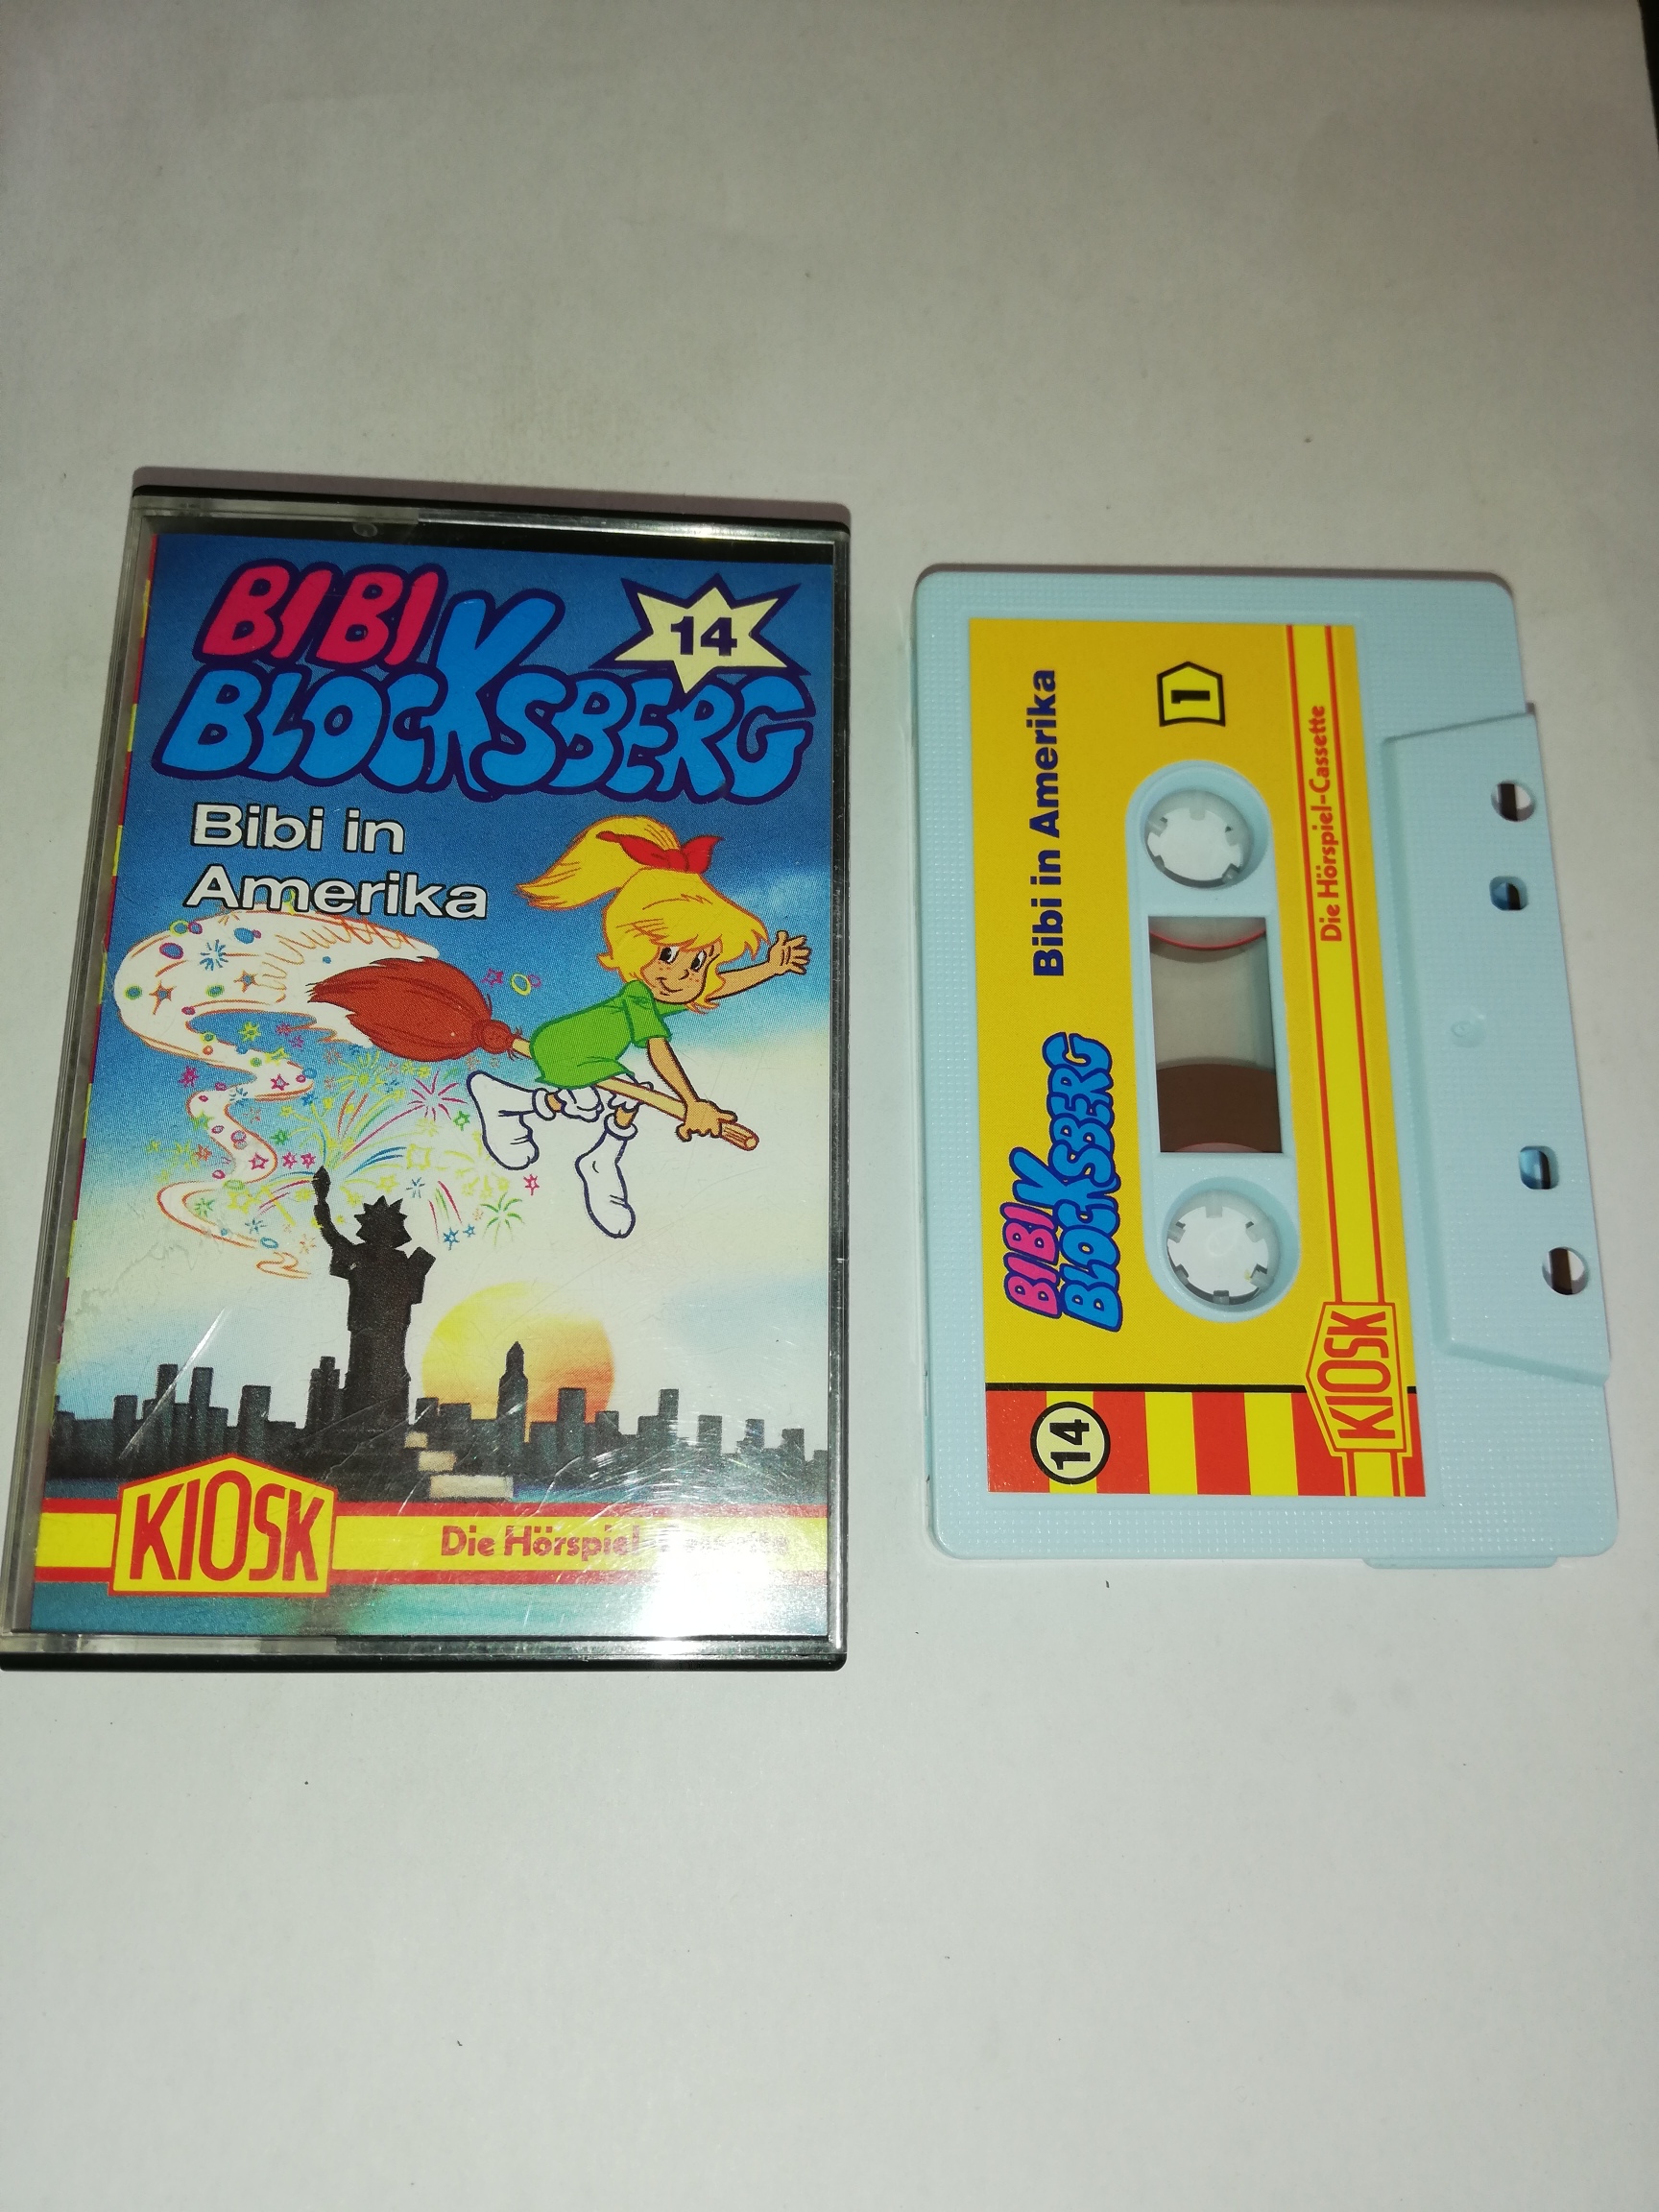 BIBI
BLOCKSBERG
14
Bibi in
Amerika
KIOSK
Die Hörspiel
Bibi in Amerika
1
BIBI
BLOCKSBERG
14
Die Hörspiel-Cassette
KIOSK